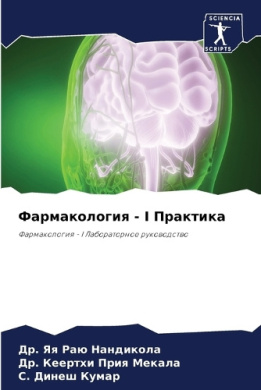 SCIENCIA
SCRIPTS
Фармакология - I Практика
Фармакология - I Лабораторное руководство
Др. Яя Раю Нандикола
Др. Кеертхи Прия Мекала
С. Динеш Кумар